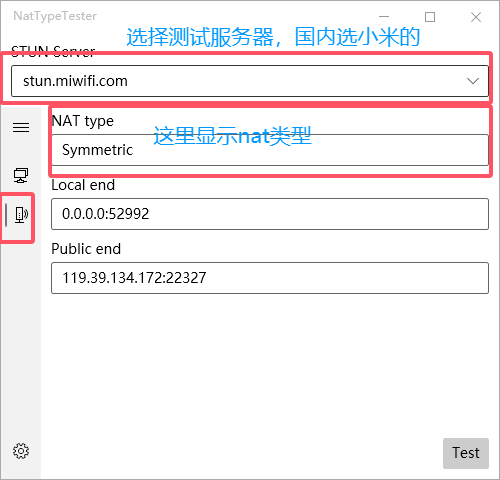 NatTypeTester
选择测试服务器，国内选小米的
STUN Server
stun.miwifi.com
NAT type
这里显示nat类型
Symmetric
Local end
0.0.0.0:52992
Public end
119.39.134.172:22327
Test